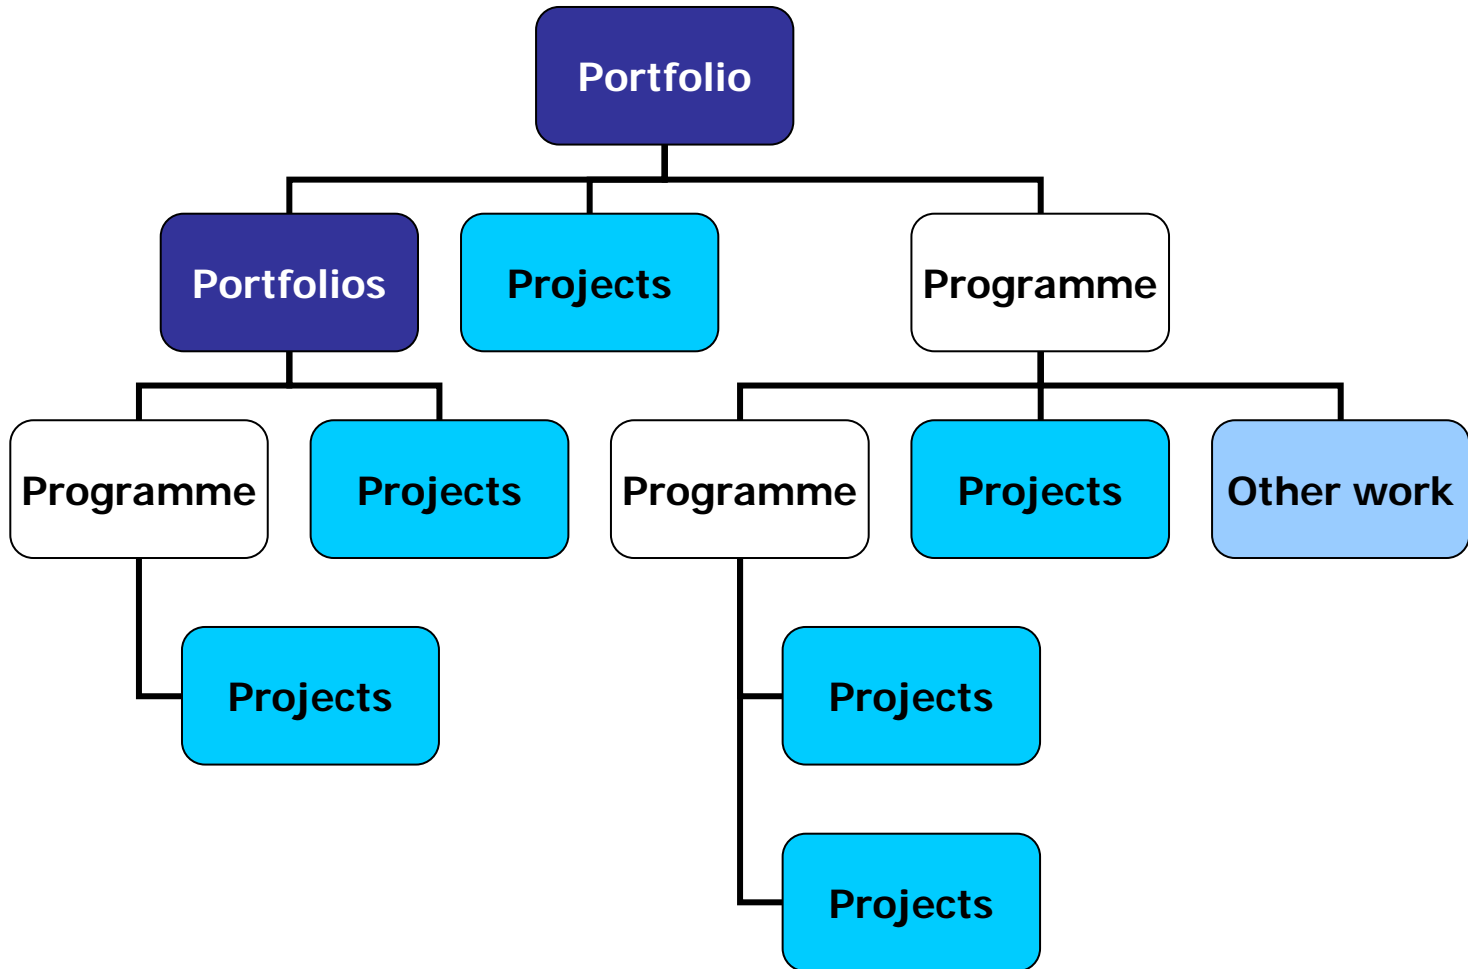 Portfolio
Portfolios
Projects
Programme
Programme
Projects
Programme
Projects
Other work
Projects
Projects
Projects